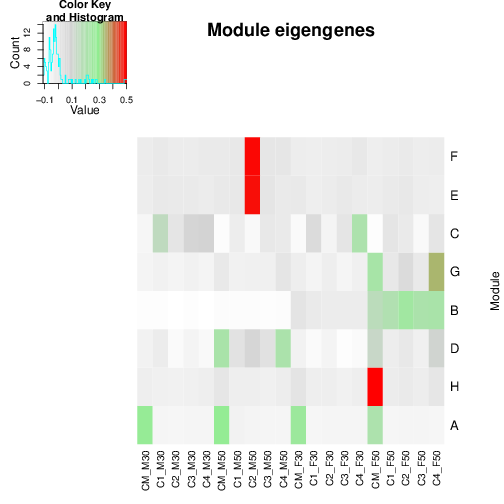 Color Key
and Histogram
Module eigengenes
Count
0 4 8 12
−0.1 0.1 0.3 0.5
Value
F
E
C
G
B
D
H
A
Module
CM_M30
C1_M30
C2_M30
C3_M30
C4_M30
CM_M50
C1_M50
C2_M50
C3_M50
C4_M50
CM_F30
C1_F30
C2_F30
C3_F30
C4_F30
CM_F50
C1_F50
C2_F50
C3_F50
C4_F50